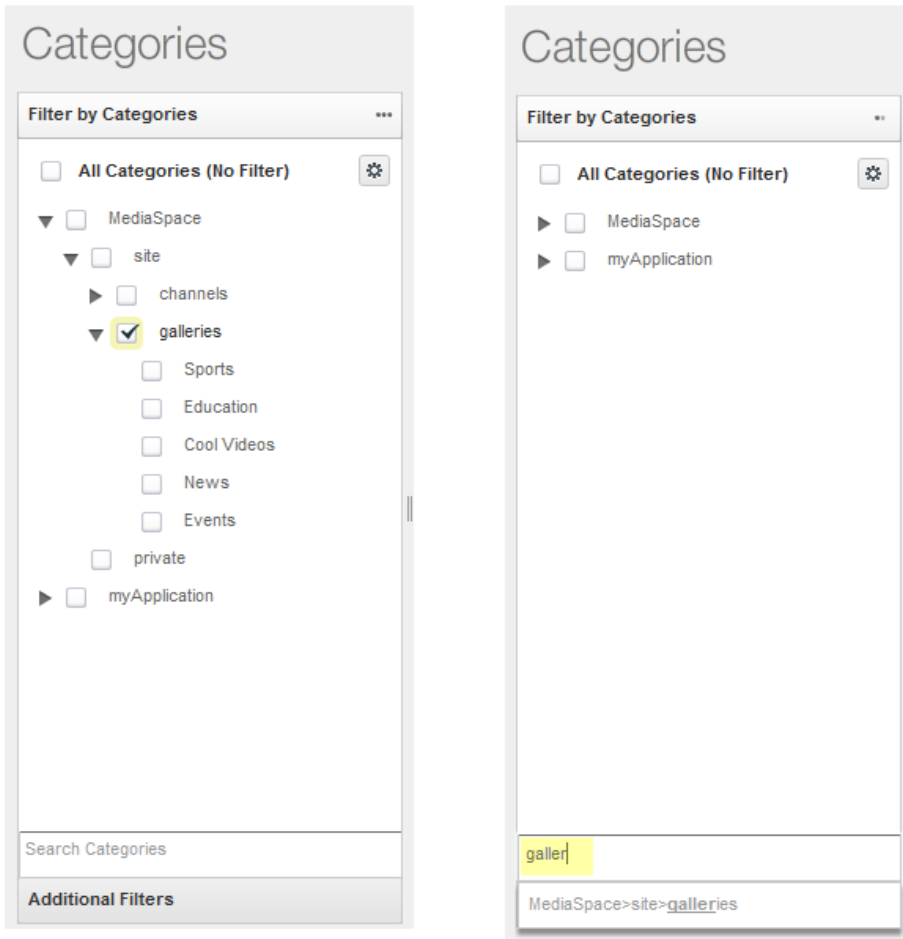 Categories
Filter by Categories
All Categories (No Filter)
MediaSpace
site
channels
galleries
Sports
Education
Cool Videos
News
Events
private
myApplication
Search Categories
Additional Filters
Categories
Filter by Categories
All Categories (No Filter)
MediaSpace
myApplication
galler
MediaSpace>site>galleries